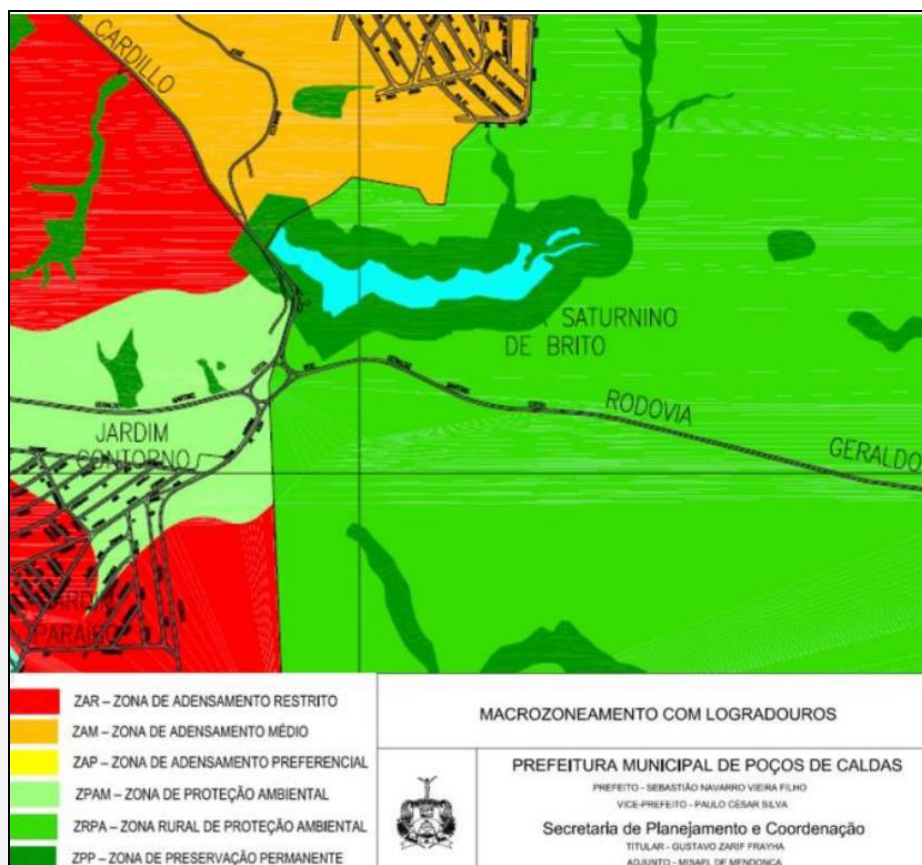 CARDILLO
SATURNINO
DE BRITO
RODOVIA
GERALDO
JARDIM
CONTORNO
PARAÍSO
ZAR – ZONA DE ADENSAMENTO RESTRITO
ZAM – ZONA DE ADENSAMENTO MÉDIO
ZAP – ZONA DE ADENSAMENTO PREFERENCIAL
ZPAM – ZONA DE PROTEÇÃO AMBIENTAL
ZRPA – ZONA RURAL DE PROTEÇÃO AMBIENTAL
ZPP – ZONA DE PRESERVAÇÃO PERMANENTE
MACROZONEAMENTO COM LOGRADOUROS
PREFEITURA MUNICIPAL DE POÇOS DE CALDAS
PREFEITO - SEBASTIÃO NAVARRO VIEIRA FILHO
VICE-PREFEITO - PAULO CÉSAR SILVA
Secretaria de Planejamento e Coordenação
TITULAR - GUSTAVO ZARIF FRAYHA
ADJUNTO - MISAEL DE MENDONÇA